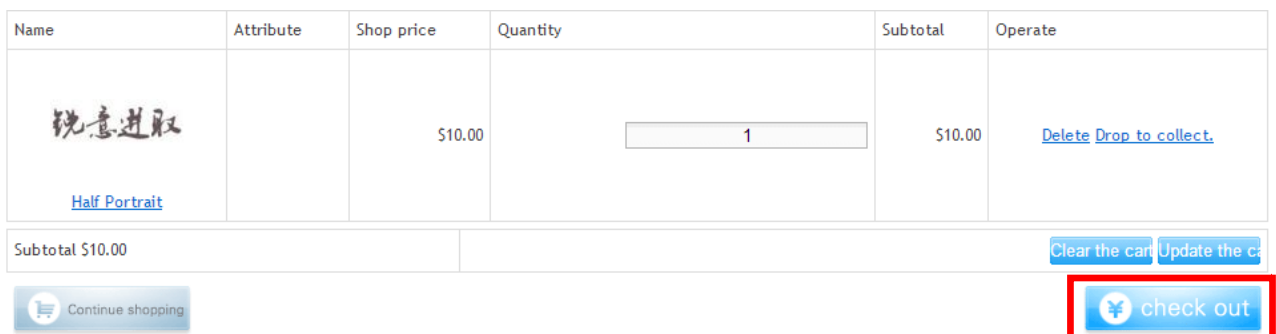 Name Attribute Shop price Quantity Subtotal Operate
锐意进取
$10.00 1 $10.00 Delete Drop to collect.
Half Portrait
Subtotal $10.00 Clear the cart Update the ca
Continue shopping ¥ check out